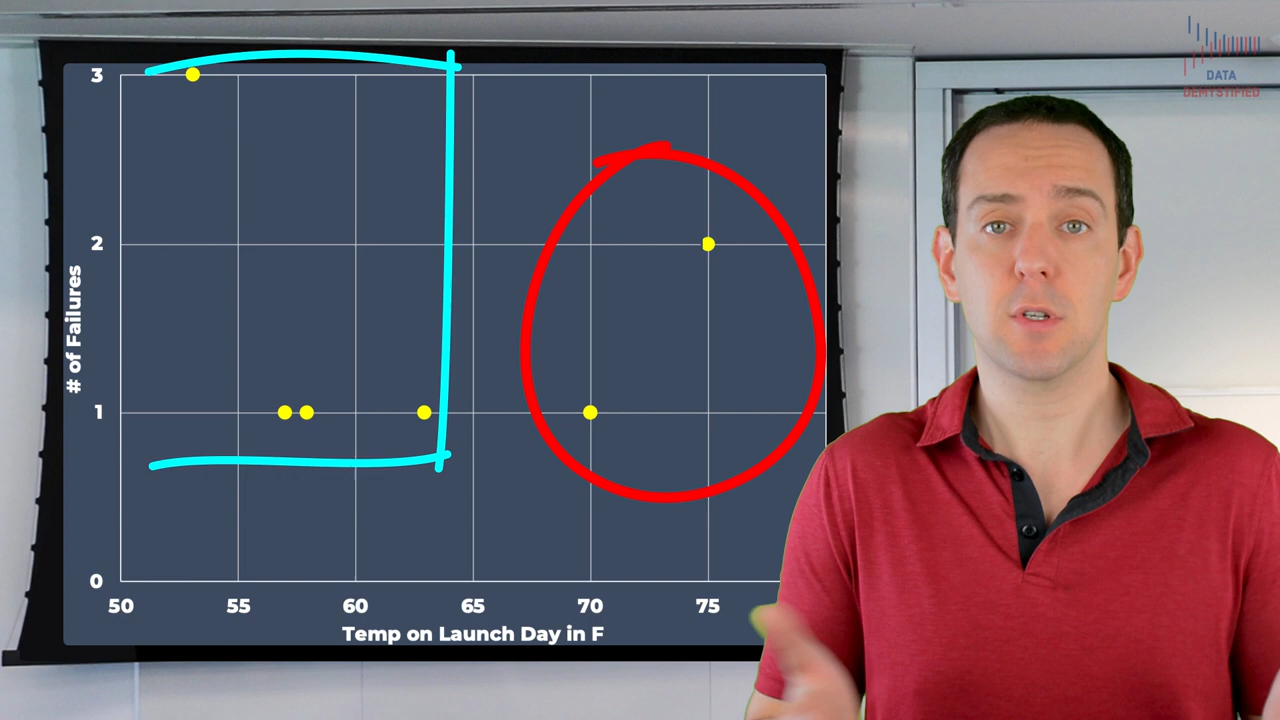 3
2
1
0
# of Failures
50 55 60 65 70 75
Temp on Launch Day in F
DATA
DEMYSTIFIED